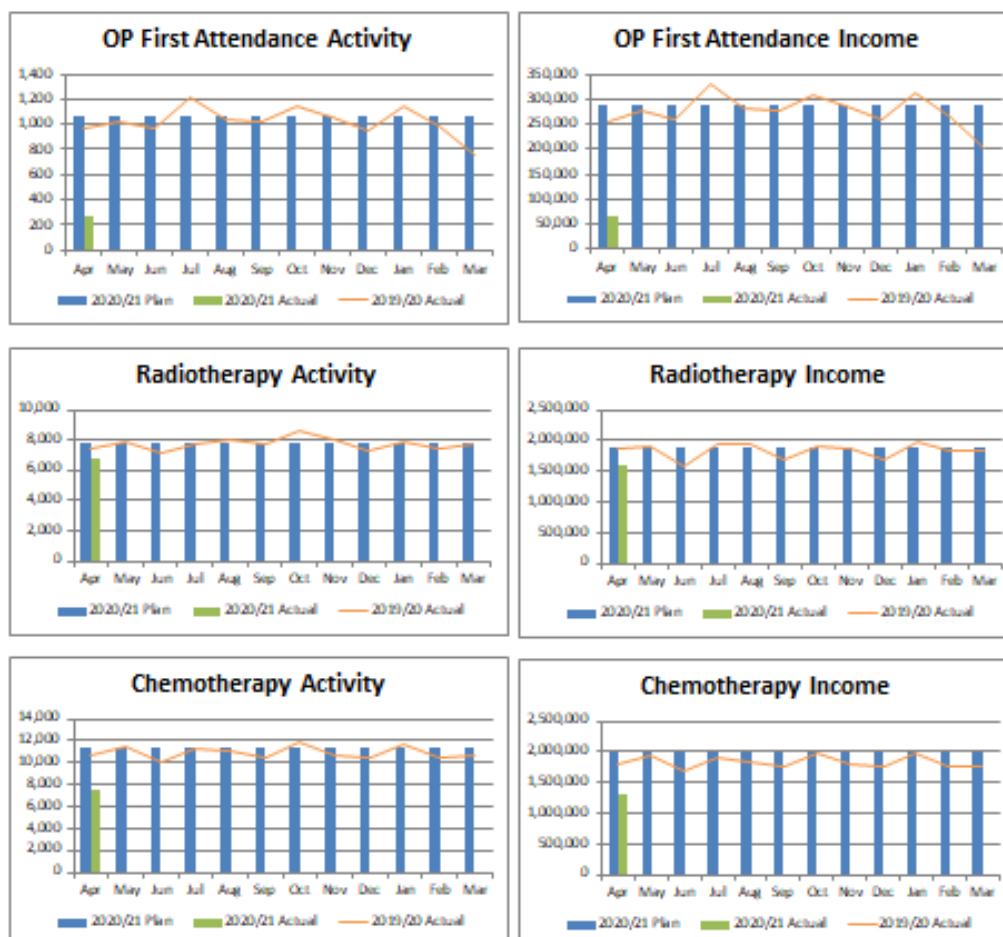 OP First Attendance Activity
1,400
1,200
1,000
800
600
400
200
0
Apr May Jun Jul Aug Sep Oct Nov Dec Jan Feb Mar
2020/21 Plan 2020/21 Actual 2019/20 Actual
OP First Attendance Income
350,000
300,000
250,000
200,000
150,000
100,000
50,000
0
Apr May Jun Jul Aug Sep Oct Nov Dec Jan Feb Mar
2020/21 Plan 2020/21 Actual 2019/20 Actual
Radiotherapy Activity
10,000
8,000
6,000
4,000
2,000
0
Apr May Jun Jul Aug Sep Oct Nov Dec Jan Feb Mar
2020/21 Plan 2020/21 Actual 2019/20 Actual
Radiotherapy Income
2,500,000
2,000,000
1,500,000
1,000,000
500,000
0
Apr May Jun Jul Aug Sep Oct Nov Dec Jan Feb Mar
2020/21 Plan 2020/21 Actual 2019/20 Actual
Chemotherapy Activity
14,000
12,000
10,000
8,000
6,000
4,000
2,000
0
Apr May Jun Jul Aug Sep Oct Nov Dec Jan Feb Mar
2020/21 Plan 2020/21 Actual 2019/20 Actual
Chemotherapy Income
2,500,000
2,000,000
1,500,000
1,000,000
500,000
0
Apr May Jun Jul Aug Sep Oct Nov Dec Jan Feb Mar
2020/21 Plan 2020/21 Actual 2019/20 Actual